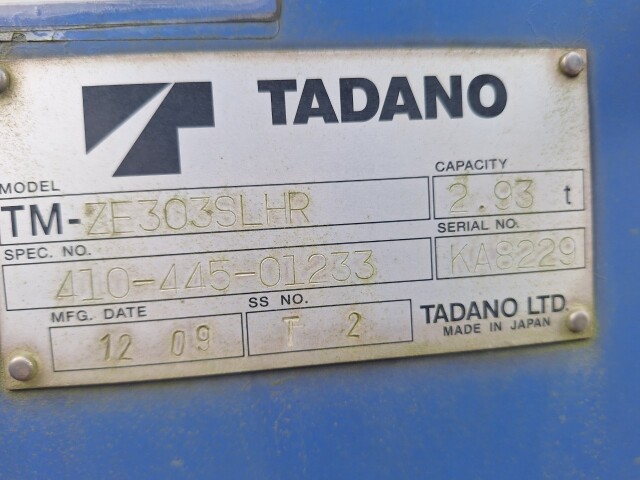 TADANO
MODEL
TM-ZE303SLHR
CAPACITY
2.93 t
SPEC. NO.
410-445-01233
SERIAL NO.
KA8229
MFG. DATE
12 09
SS NO.
T 2
TADANO LTD.
MADE IN JAPAN